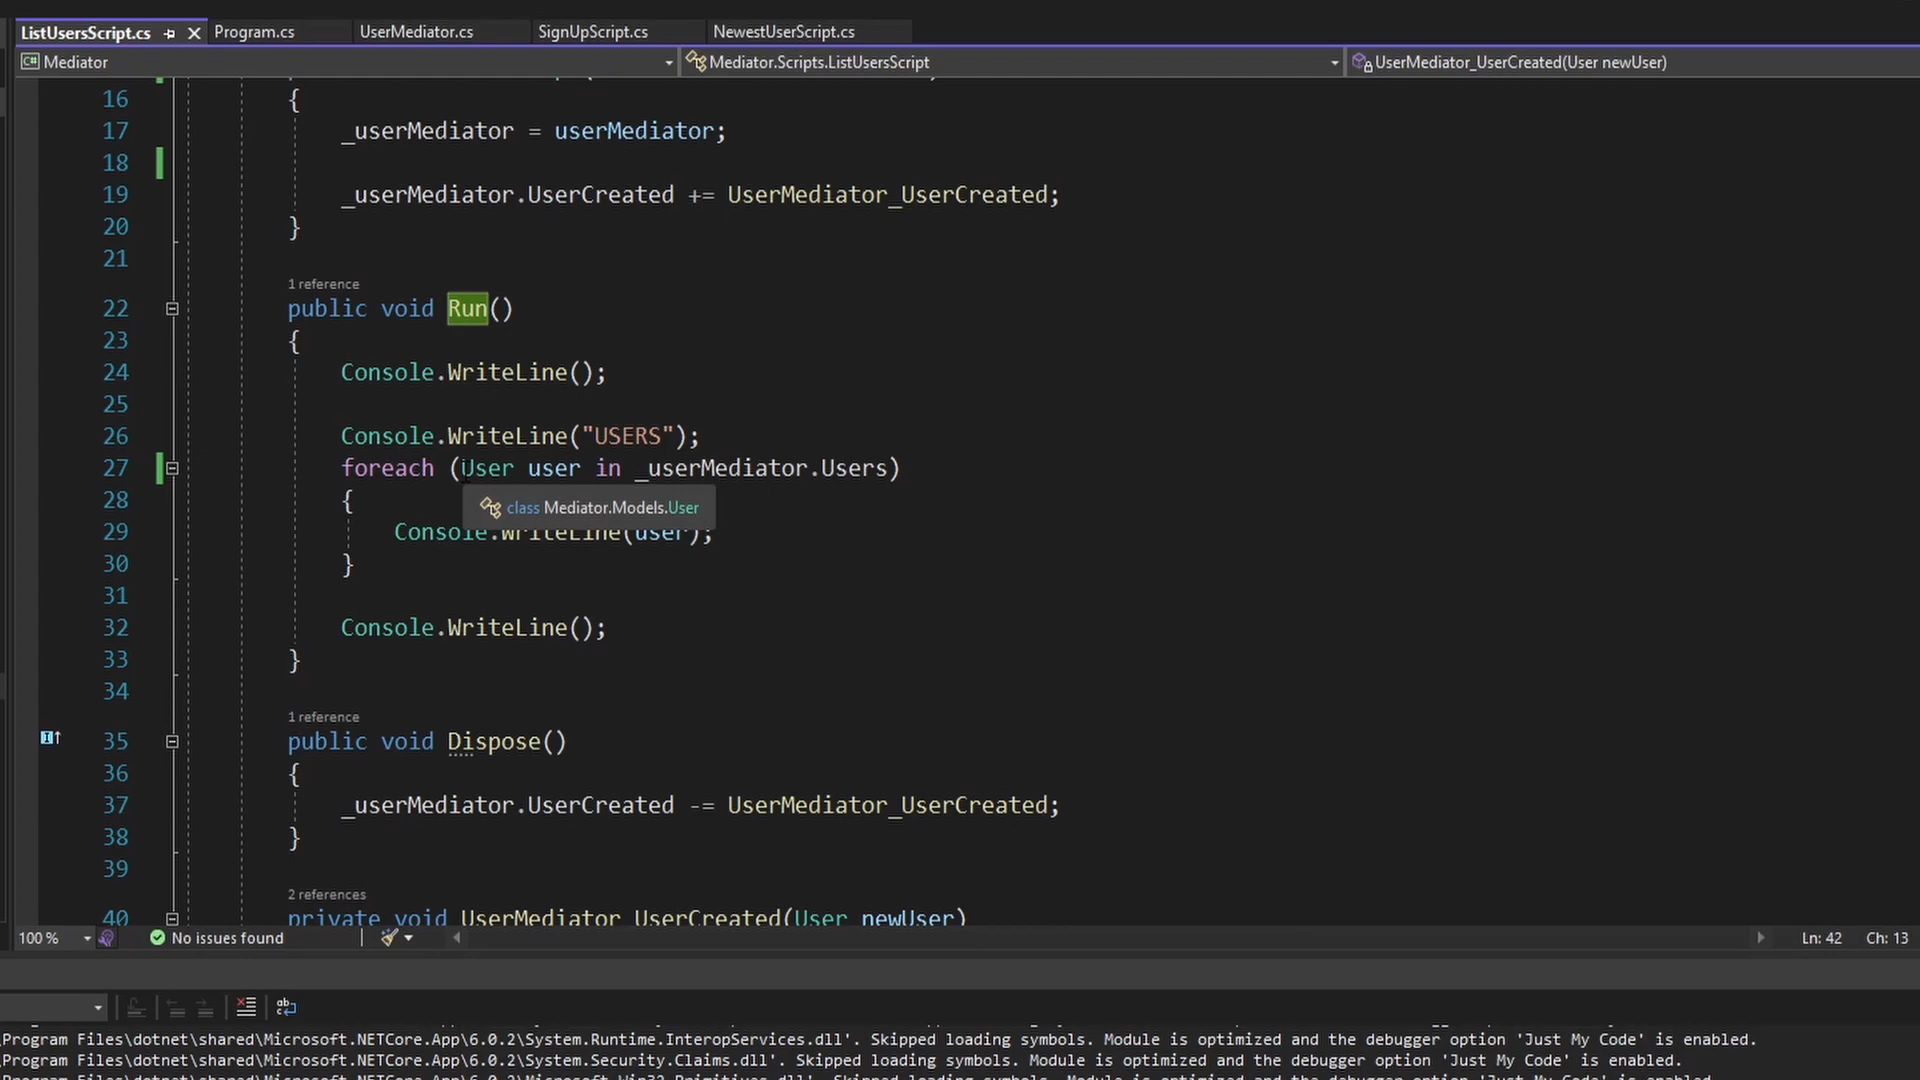 ListUsersScript.cs Program.cs UserMediator.cs SignUpScript.cs NewestUserScript.cs
C# Mediator Mediator.Scripts.ListUsersScript UserMediator_UserCreated(User newUser)
16 {
17 _userMediator = userMediator;
18
19 _userMediator.UserCreated += UserMediator_UserCreated;
20 }
21
1 reference
22 public void Run()
23 {
24 Console.WriteLine();
25
26 Console.WriteLine("USERS");
27 foreach (User user in _userMediator.Users)
28 {
class Mediator.Models.User
29 Console.WriteLine(user);
30 }
31
32 Console.WriteLine();
33 }
34
1 reference
35 public void Dispose()
36 {
37 _userMediator.UserCreated -= UserMediator_UserCreated;
38 }
39
2 references
40 private void UserMediator_UserCreated(User newUser)
100 % No issues found Ln: 42 Ch: 13
Program Files\dotnet\shared\Microsoft.NETCore.App\6.0.2\System.Runtime.InteropServices.dll'. Skipped loading symbols. Module is optimized and the debugger option 'Just My Code' is enabled.
Program Files\dotnet\shared\Microsoft.NETCore.App\6.0.2\System.Security.Claims.dll'. Skipped loading symbols. Module is optimized and the debugger option 'Just My Code' is enabled.